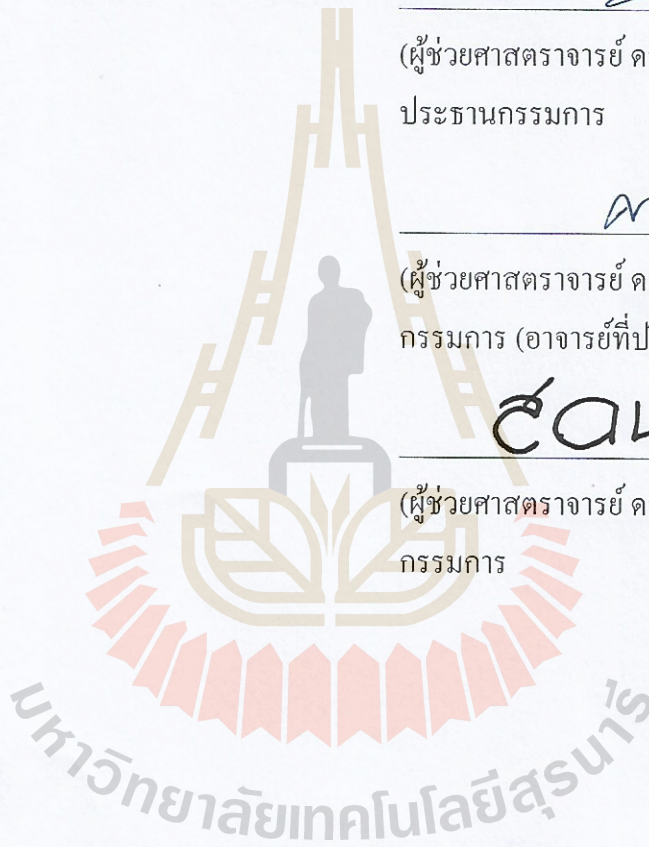 (ผู้ช่วยศาสตราจารย์ ด
ประธานกรรมการ
(ผู้ช่วยศาสตราจารย์ ด
กรรมการ (อาจารย์ที่ป
(ผู้ช่วยศาสตราจารย์ ด
กรรมการ
มหาวิทยาลัยเทคโนโลยีสุรนารี